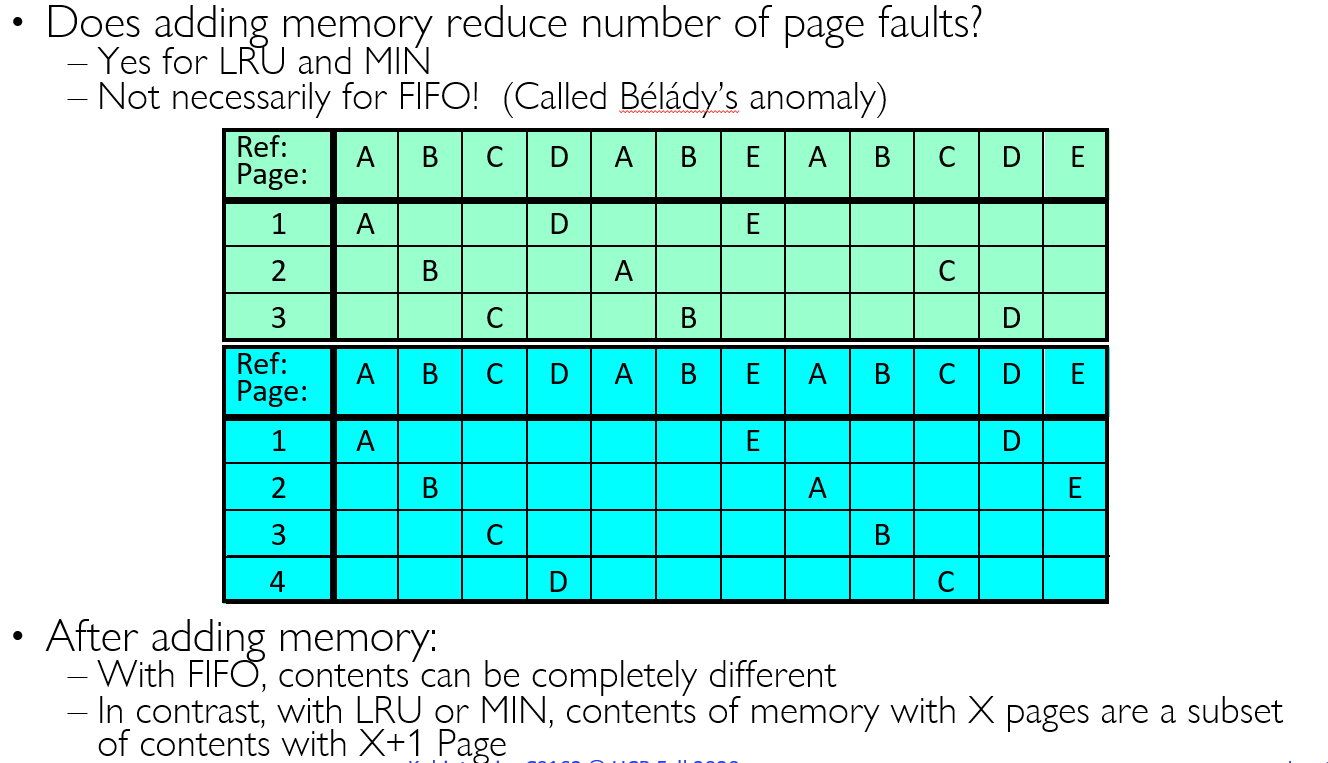 • Does adding memory reduce number of page faults?
– Yes for LRU and MIN
– Not necessarily for FIFO! (Called Bélády's anomaly)
Ref: Page: A B C D A B E A B C D E
1 A D E
2 B A C
3 C B D
Ref: Page: A B C D A B E A B C D E
1 A E D
2 B A E
3 C B
4 D C
• After adding memory:
– With FIFO, contents can be completely different
– In contrast, with LRU or MIN, contents of memory with X pages are a subset
of contents with X+1 Page